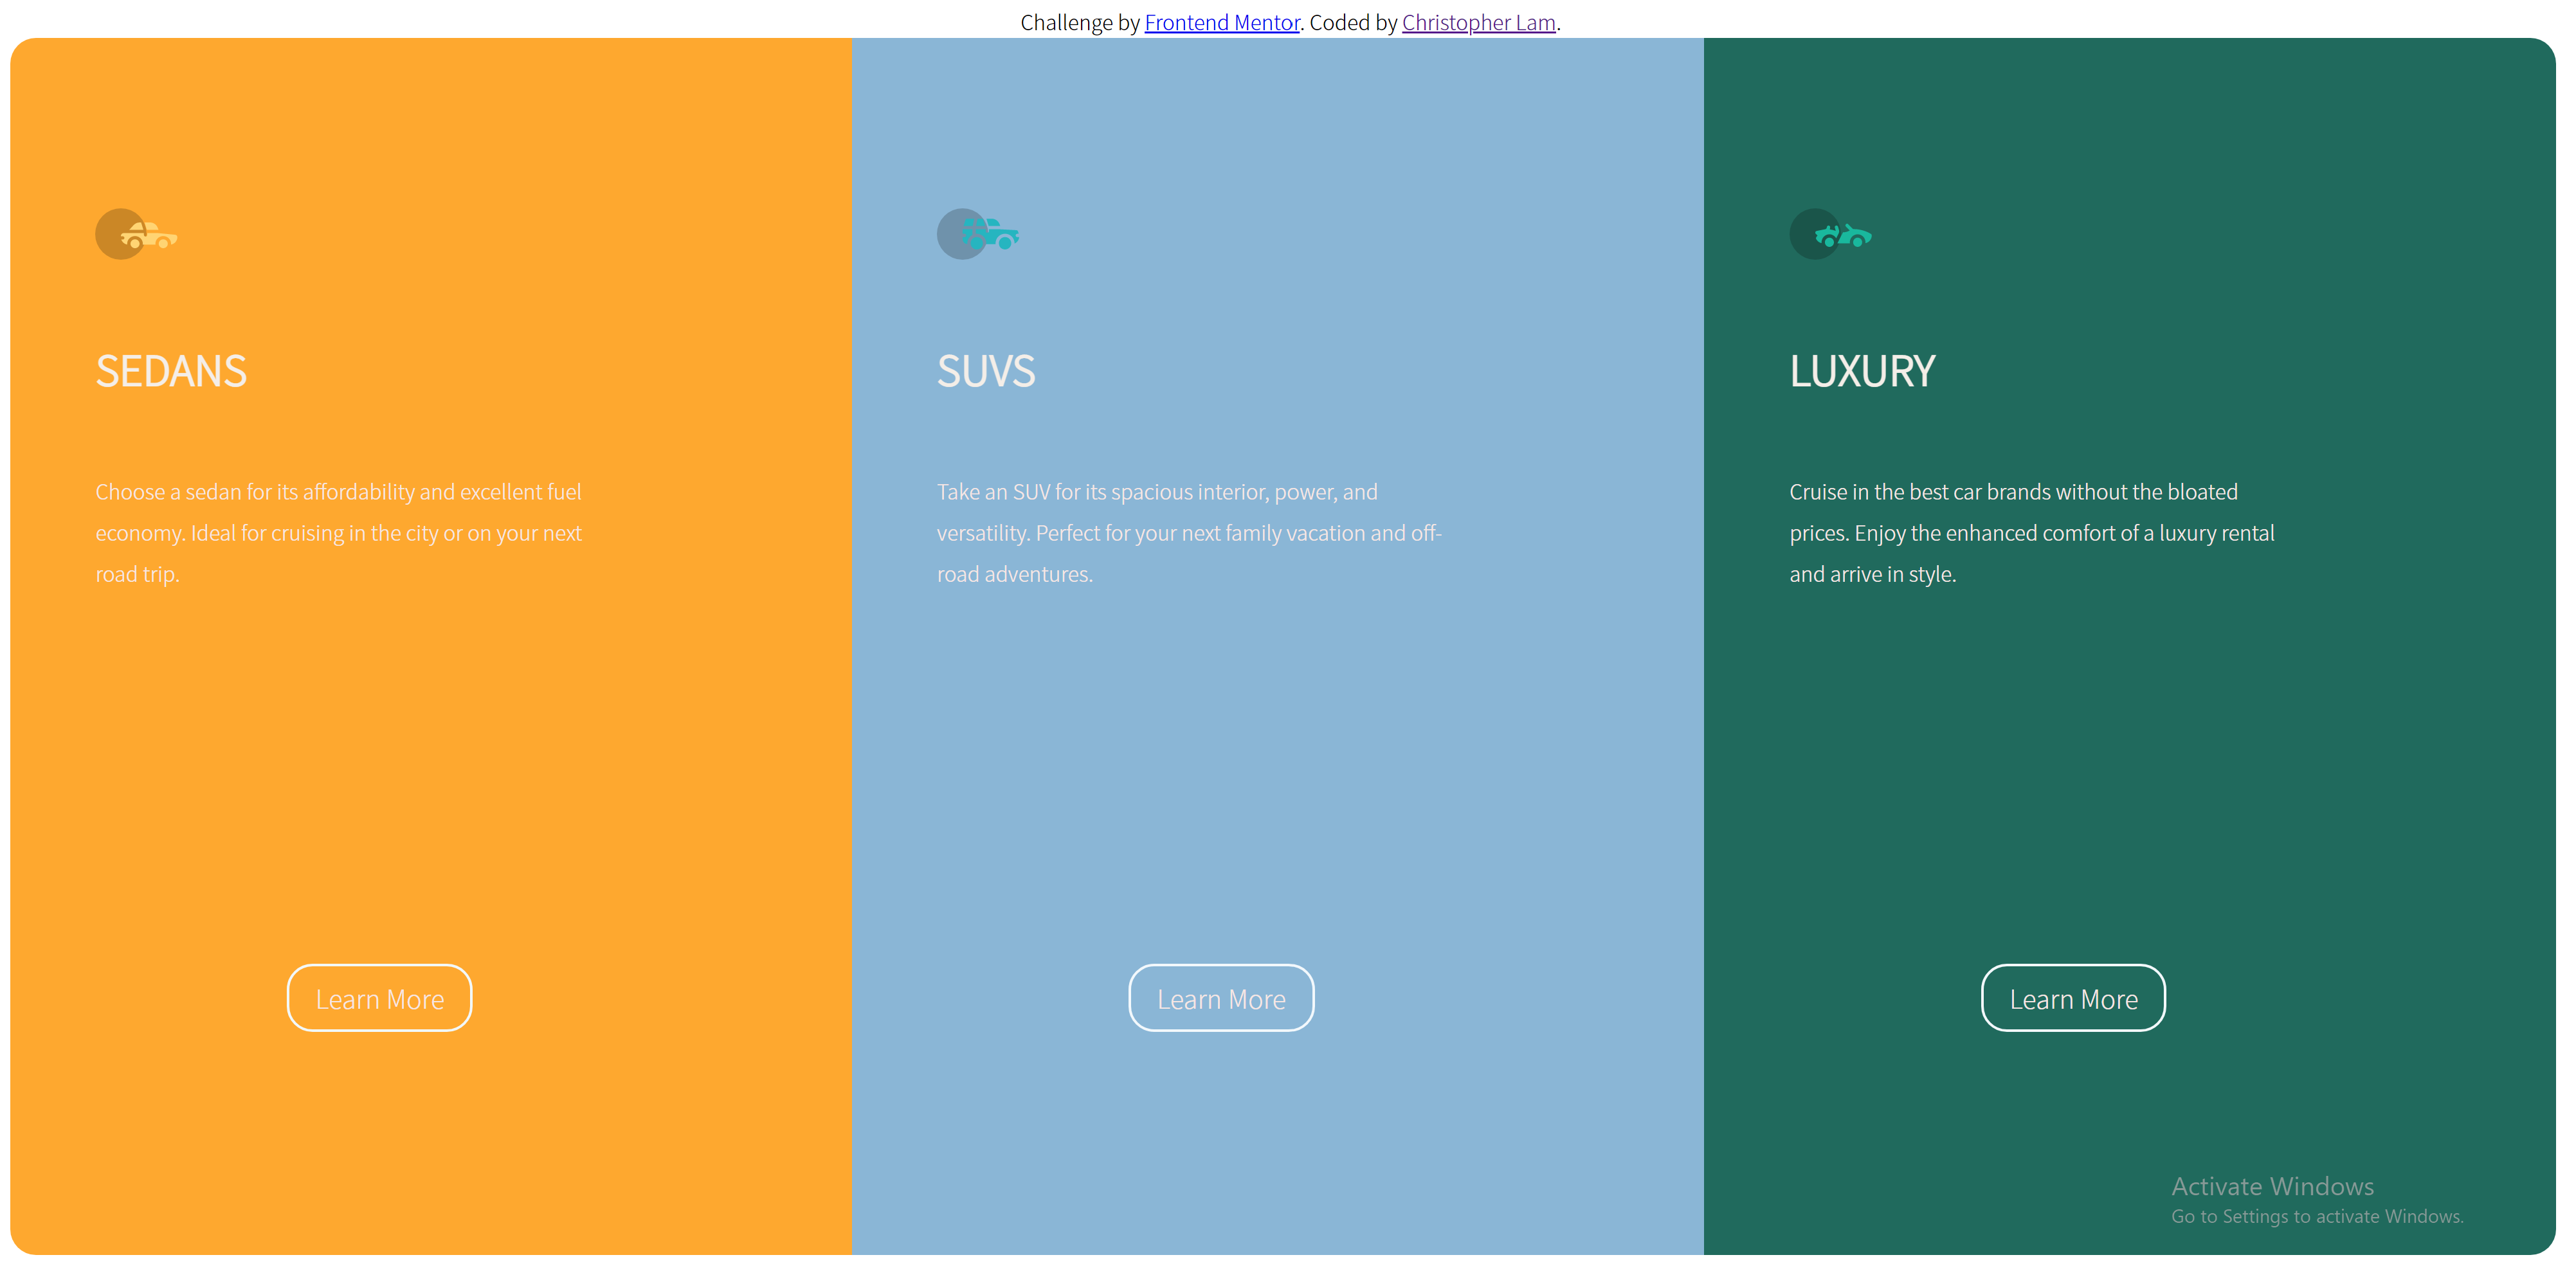 Challenge by Frontend Mentor. Coded by Christopher Lam.
SEDANS
Choose a sedan for its affordability and excellent fuel
economy. Ideal for cruising in the city or on your next
road trip.
Learn More
SUVS
Take an SUV for its spacious interior, power, and
versatility. Perfect for your next family vacation and off-
road adventures.
Learn More
LUXURY
Cruise in the best car brands without the bloated
prices. Enjoy the enhanced comfort of a luxury rental
and arrive in style.
Learn More
Activate Windows
Go to Settings to activate Windows.